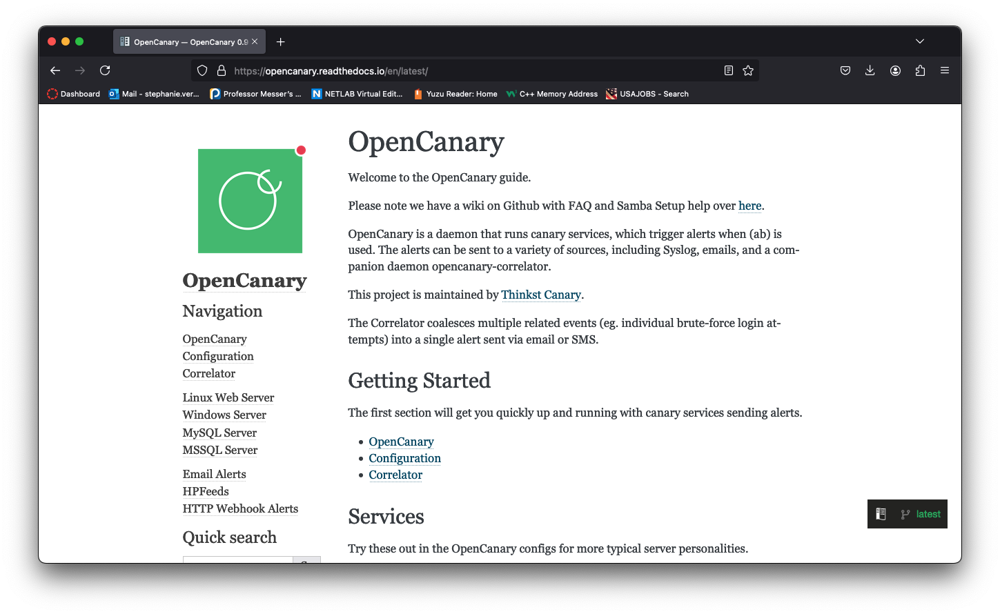 OpenCanary — OpenCanary 0.9
https://opencanary.readthedocs.io/en/latest/
Dashboard
Mail - stephanie.ver...
Professor Messer's ...
NETLAB Virtual Edit...
Yuzu Reader: Home
C++ Memory Address
USAJOBS - Search
OpenCanary
Navigation
OpenCanary
Configuration
Correlator
Linux Web Server
Windows Server
MySQL Server
MSSQL Server
Email Alerts
HPFeeds
HTTP Webhook Alerts
Quick search
OpenCanary
Welcome to the OpenCanary guide.
Please note we have a wiki on Github with FAQ and Samba Setup help over here.
OpenCanary is a daemon that runs canary services, which trigger alerts when (ab) is
used. The alerts can be sent to a variety of sources, including Syslog, emails, and a com-
panion daemon opencanary-correlator.
This project is maintained by Thinkst Canary.
The Correlator coalesces multiple related events (eg. individual brute-force login at-
tempts) into a single alert sent via email or SMS.
Getting Started
The first section will get you quickly up and running with canary services sending alerts.
OpenCanary
Configuration
Correlator
Services
Try these out in the OpenCanary configs for more typical server personalities.
latest